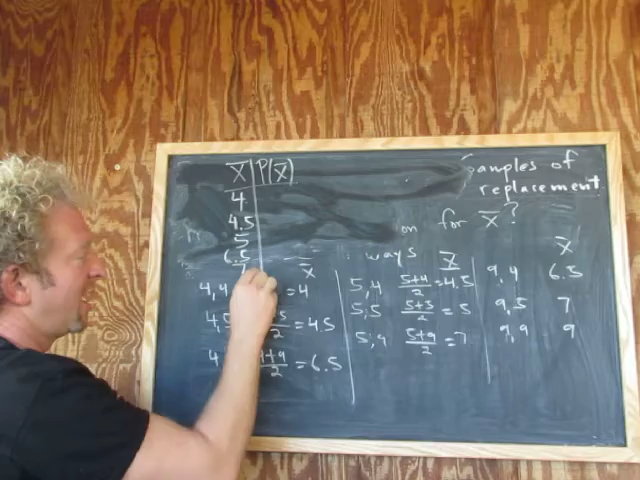 X̄ P(X̄)
4
4.5
5
6.5
7
samples of
replacement
on for X̄ ?
ways
X̄
4,4 = 4
4,5 5/2 = 4.5
4 4+9/2 = 6.5
X̄
5,4 5+4/2 = 4.5
5,5 5+5/2 = 5
5,9 5+9/2 = 7
X̄
9,4 6.5
9,5 7
9,9 9